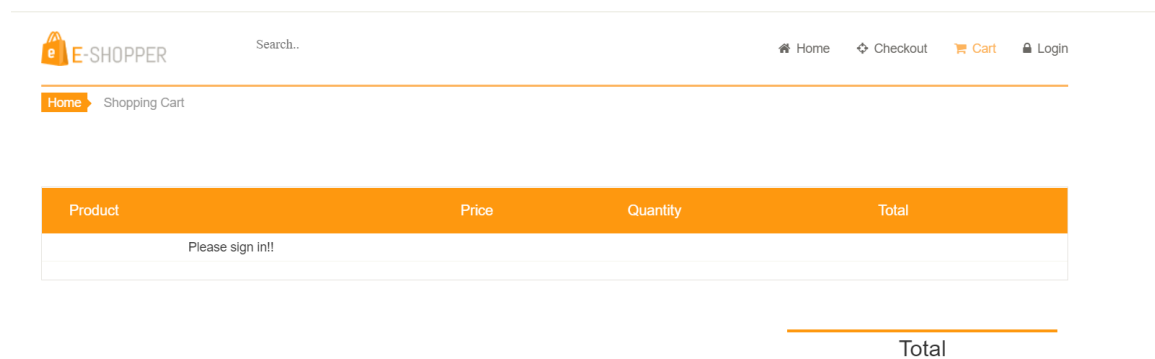 e E-SHOPPER Search.. Home Checkout Cart Login
Home Shopping Cart
Product Price Quantity Total
Please sign in!!
Total